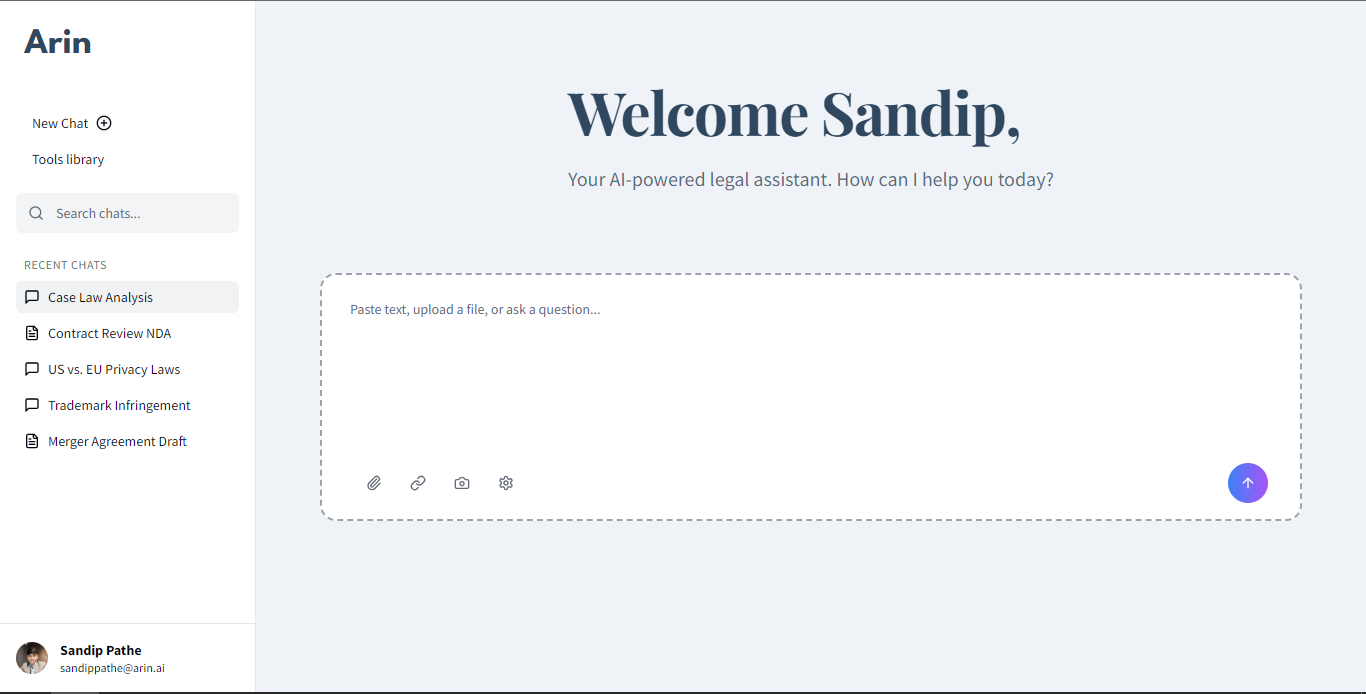 Arin
New Chat
Tools library
Search chats...
RECENT CHATS
Case Law Analysis
Contract Review NDA
US vs. EU Privacy Laws
Trademark Infringement
Merger Agreement Draft
Sandip Pathe
sandippathe@arin.ai
Welcome Sandip,
Your AI-powered legal assistant. How can I help you today?
Paste text, upload a file, or ask a question...